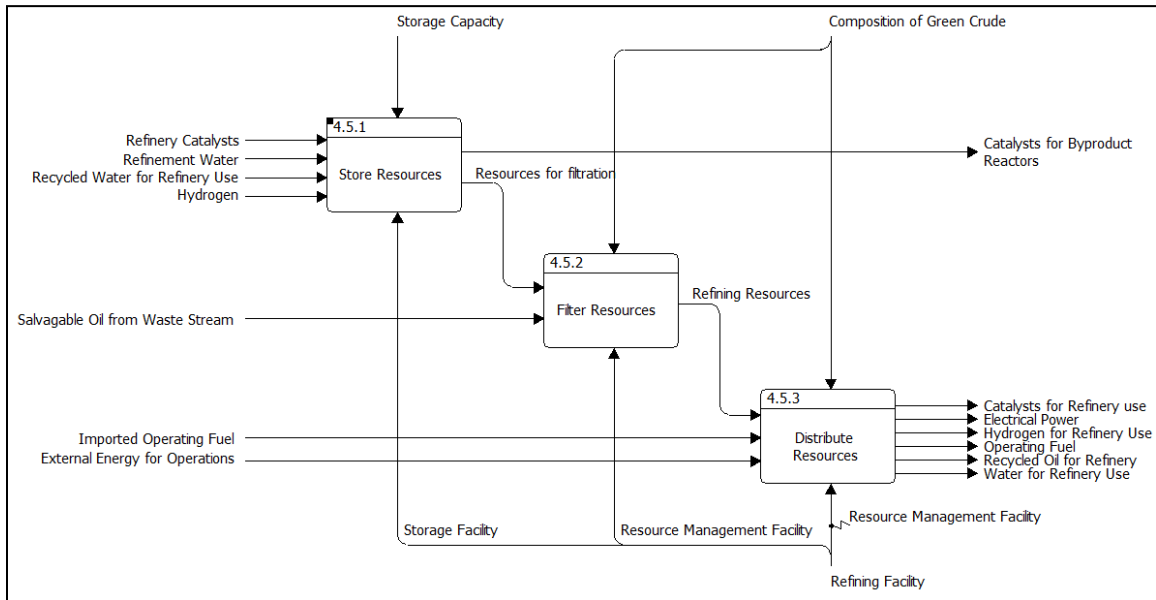 Storage Capacity
Composition of Green Crude
4.5.1
Store Resources
Refinery Catalysts
Refinement Water
Recycled Water for Refinery Use
Hydrogen
Catalysts for Byproduct
Reactors
Resources for filtration
4.5.2
Filter Resources
Salvagable Oil from Waste Stream
Refining Resources
4.5.3
Distribute
Resources
Imported Operating Fuel
External Energy for Operations
Catalysts for Refinery use
Electrical Power
Hydrogen for Refinery Use
Operating Fuel
Recycled Oil for Refinery
Water for Refinery Use
Storage Facility
Resource Management Facility
Resource Management Facility
Refining Facility